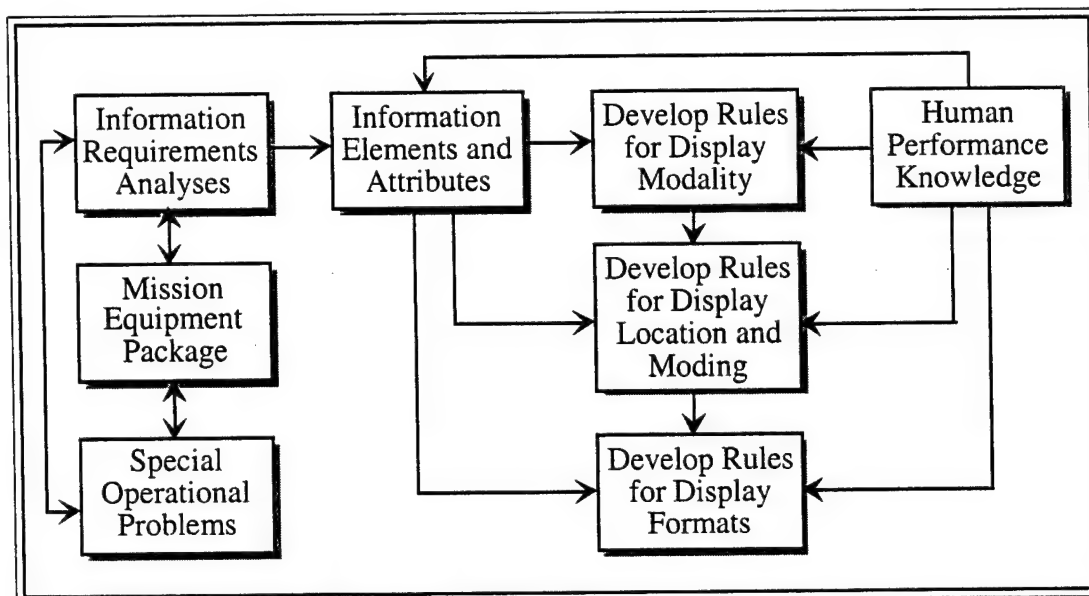 Information
Requirements
Analyses
Information
Elements and
Attributes
Develop Rules
for Display
Modality
Human
Performance
Knowledge
Mission
Equipment
Package
Develop Rules
for Display
Location and
Moding
Special
Operational
Problems
Develop Rules
for Display
Formats